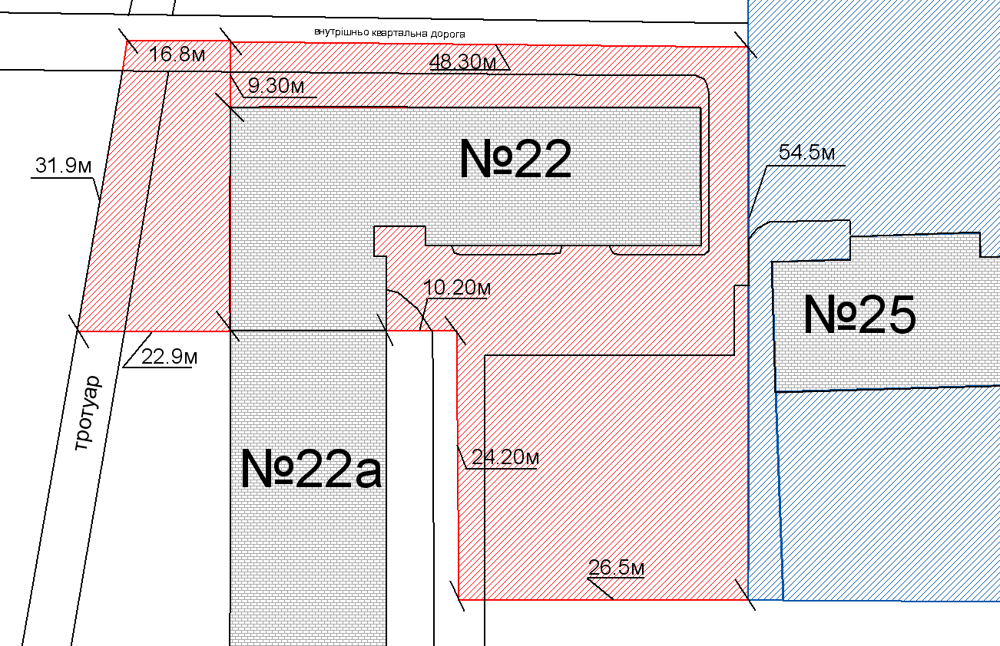 внутрішньо квартальна дорога
16.8м
48.30м
9.30м
№22
54.5м
31.9м
10.20м
№25
22.9м
тротуар
№22а
24.20м
26.5м